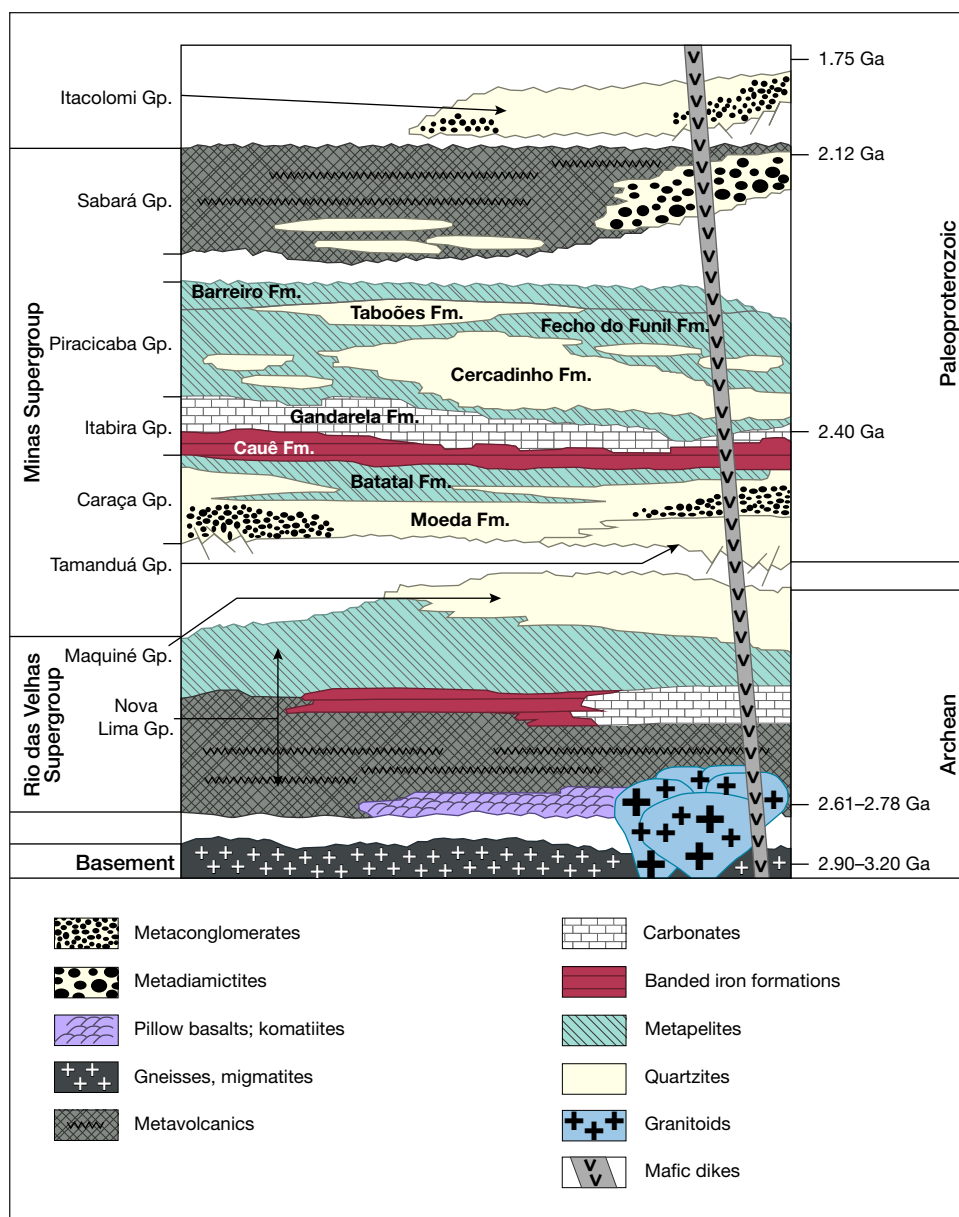 Itacolomi Gp.
Sabará Gp.
Piracicaba Gp.
Itabira Gp.
Caraça Gp.
Tamanduá Gp.
Maquiné Gp.
Nova
Lima Gp.
Basement
Minas Supergroup
Rio das Velhas
Supergroup
Barreiro Fm.
Taboões Fm.
Fecho do Funil Fm.
Cercadinho Fm.
Gandarela Fm.
Cauê Fm.
Batatal Fm.
Moeda Fm.
1.75 Ga
2.12 Ga
2.40 Ga
2.61–2.78 Ga
2.90–3.20 Ga
Paleoproterozoic
Archean
Metaconglomerates
Metadiamictites
Pillow basalts; komatiites
Gneisses, migmatites
Metavolcanics
Carbonates
Banded iron formations
Metapelites
Quartzites
Granitoids
Mafic dikes